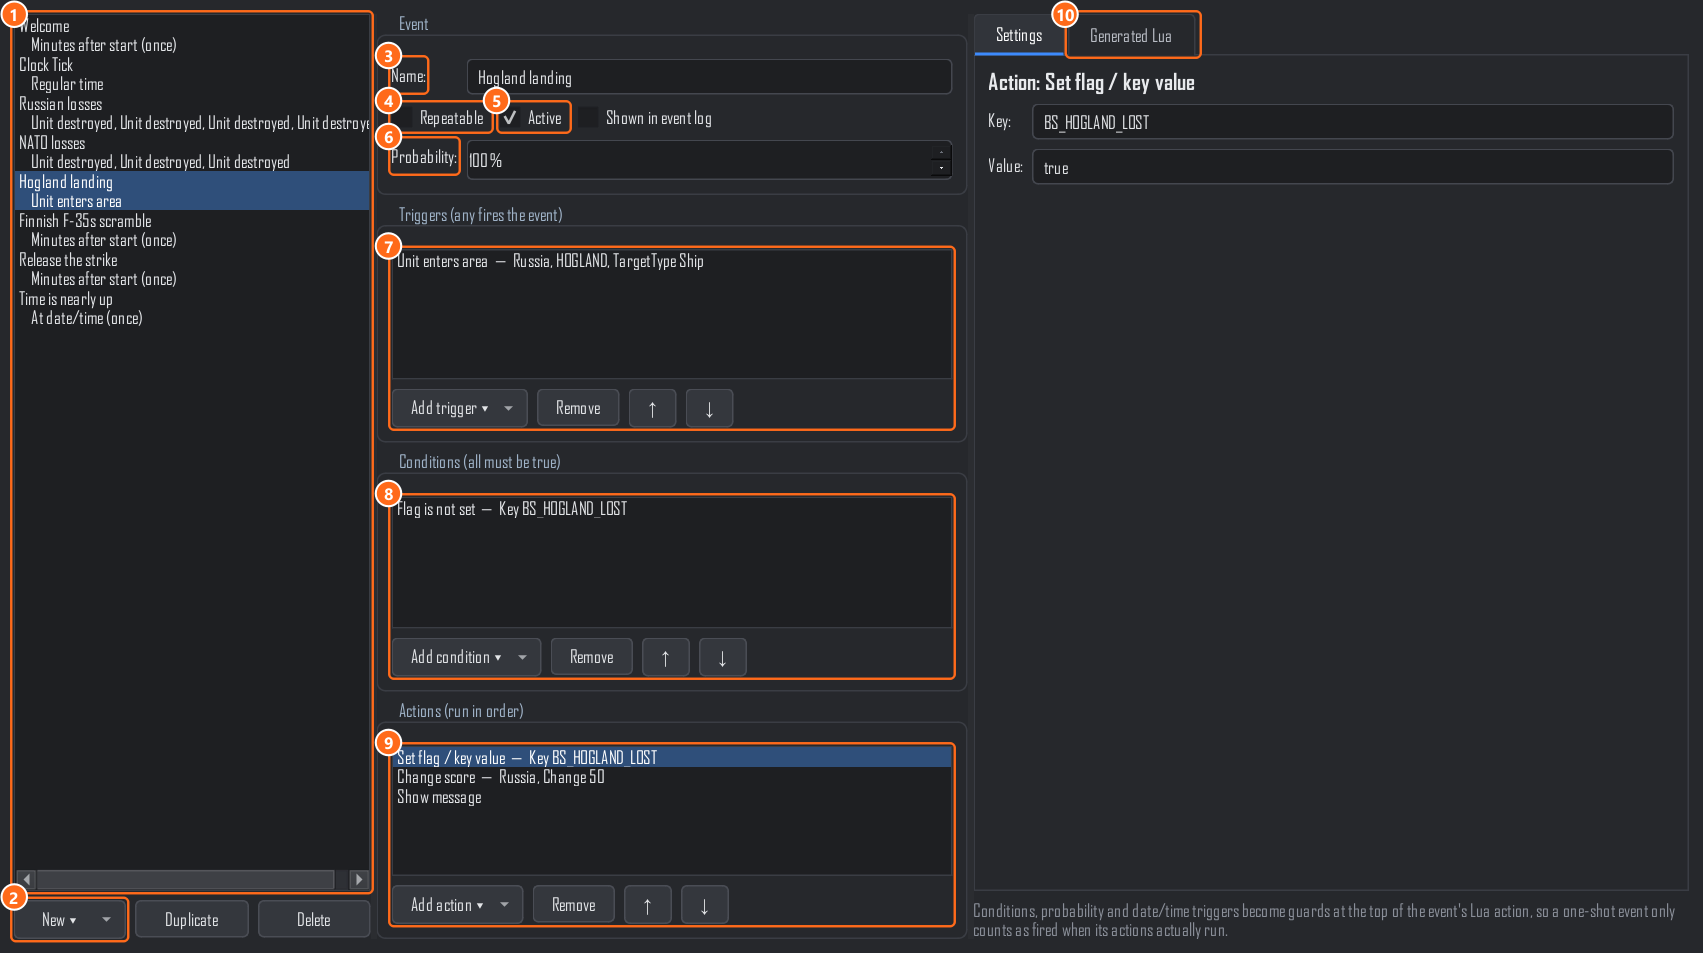 1
Welcome
Minutes after start (once)
Clock Tick
Regular time
Russian losses
Unit destroyed, Unit destroyed, Unit destroyed, Unit destroye
NATO losses
Unit destroyed, Unit destroyed, Unit destroyed
Hogland landing
Unit enters area
Finnish F-35s scramble
Minutes after start (once)
Release the strike
Minutes after start (once)
Time is nearly up
At date/time (once)
2
New ▾
Duplicate
Delete
Event
3
Name:
Hogland landing
4
Repeatable
5
✓ Active
Shown in event log
6
Probability:
100 %
Triggers (any fires the event)
7
Unit enters area — Russia, HOGLAND, TargetType Ship
Add trigger ▾
Remove
↑
↓
Conditions (all must be true)
8
Flag is not set — Key BS_HOGLAND_LOST
Add condition ▾
Remove
↑
↓
Actions (run in order)
9
Set flag / key value — Key BS_HOGLAND_LOST
Change score — Russia, Change 50
Show message
Add action ▾
Remove
↑
↓
Settings
10
Generated Lua
Action: Set flag / key value
Key:
BS_HOGLAND_LOST
Value:
true
Conditions, probability and date/time triggers become guards at the top of the event's Lua action, so a one-shot event only
counts as fired when its actions actually run.